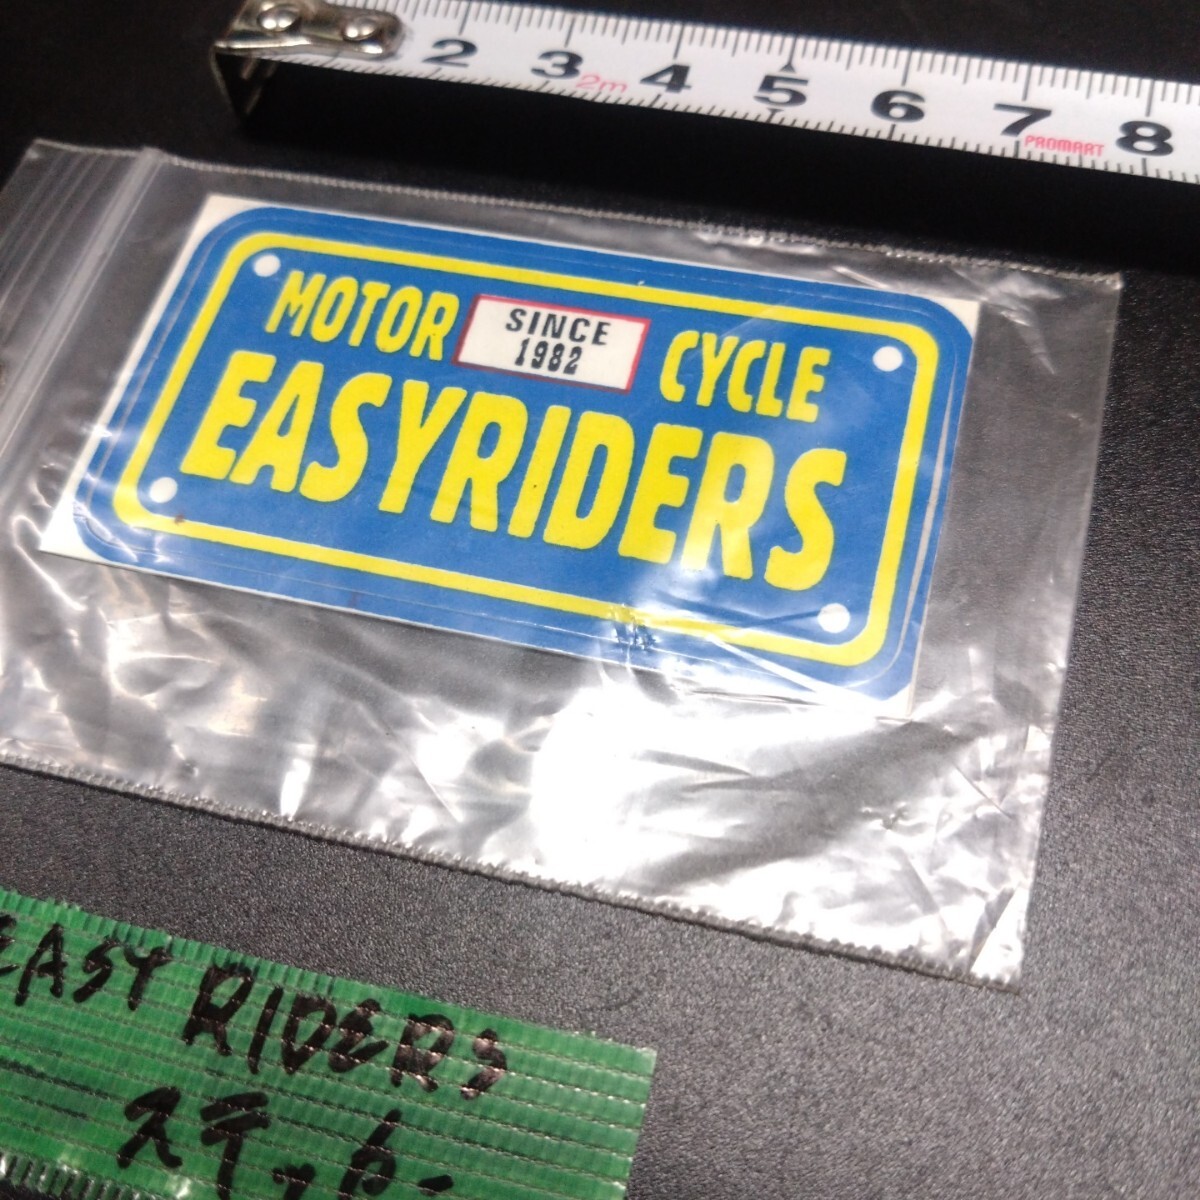 2 3 4 5 6 7 8
2m
PROMART
MOTOR SINCE 1982 CYCLE
EASYRIDERS
EASY RIDERS
ステッカー